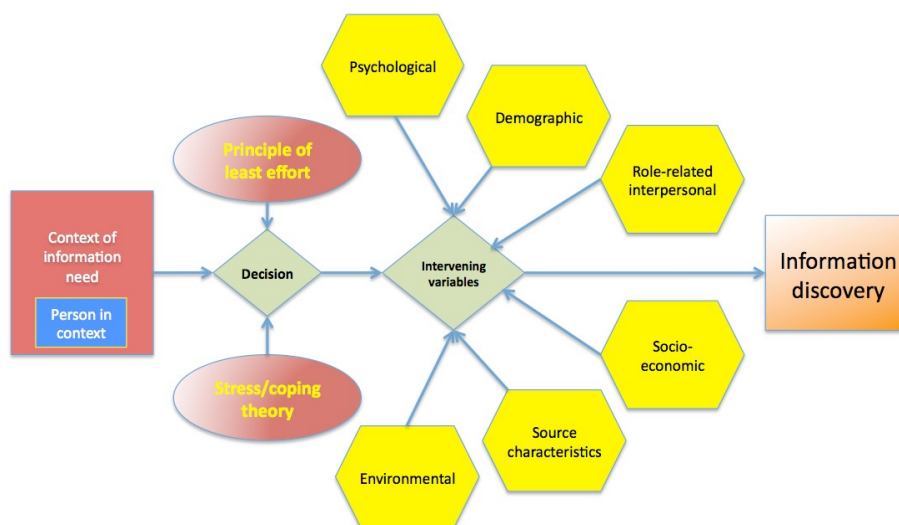 Psychological
Demographic
Principle of
least effort
Role-related
interpersonal
Context of
information
need
Person in
context
Decision
Intervening
variables
Information
discovery
Stress/coping
theory
Socio-
economic
Source
characteristics
Environmental